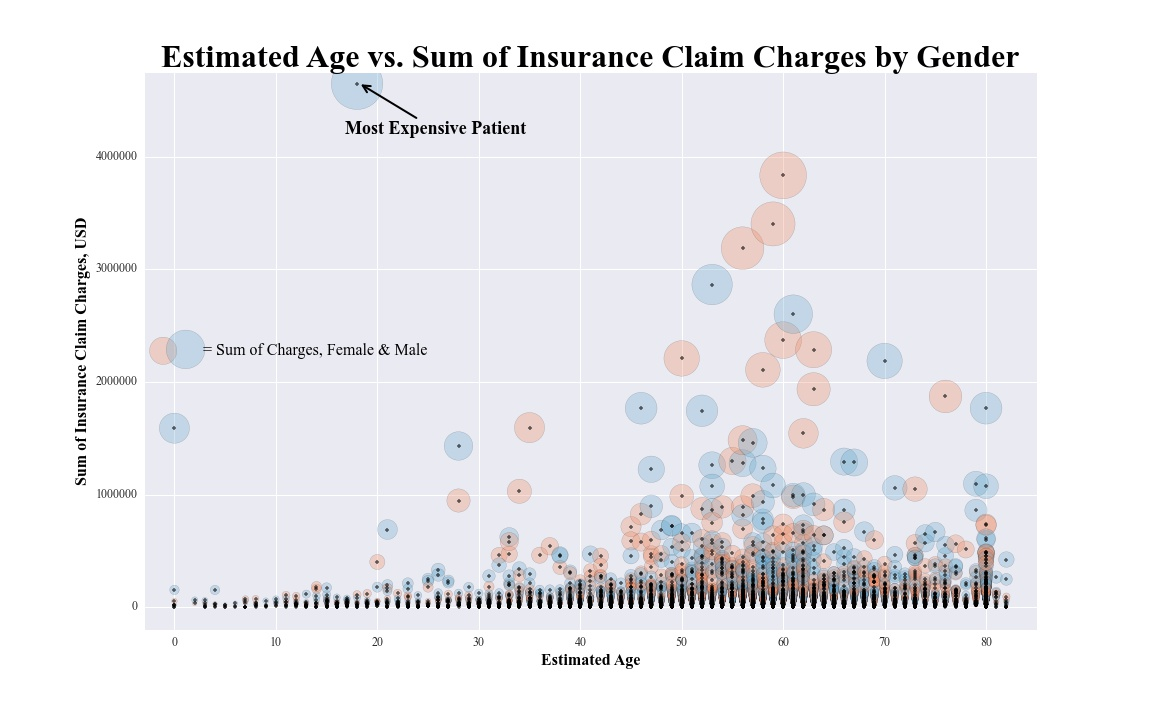 Estimated Age vs. Sum of Insurance Claim Charges by Gender
Most Expensive Patient
4000000
3000000
= Sum of Charges, Female & Male
2000000
1000000
0
Sum of Insurance Claim Charges, USD
0 10 20 30 40 50 60 70 80
Estimated Age